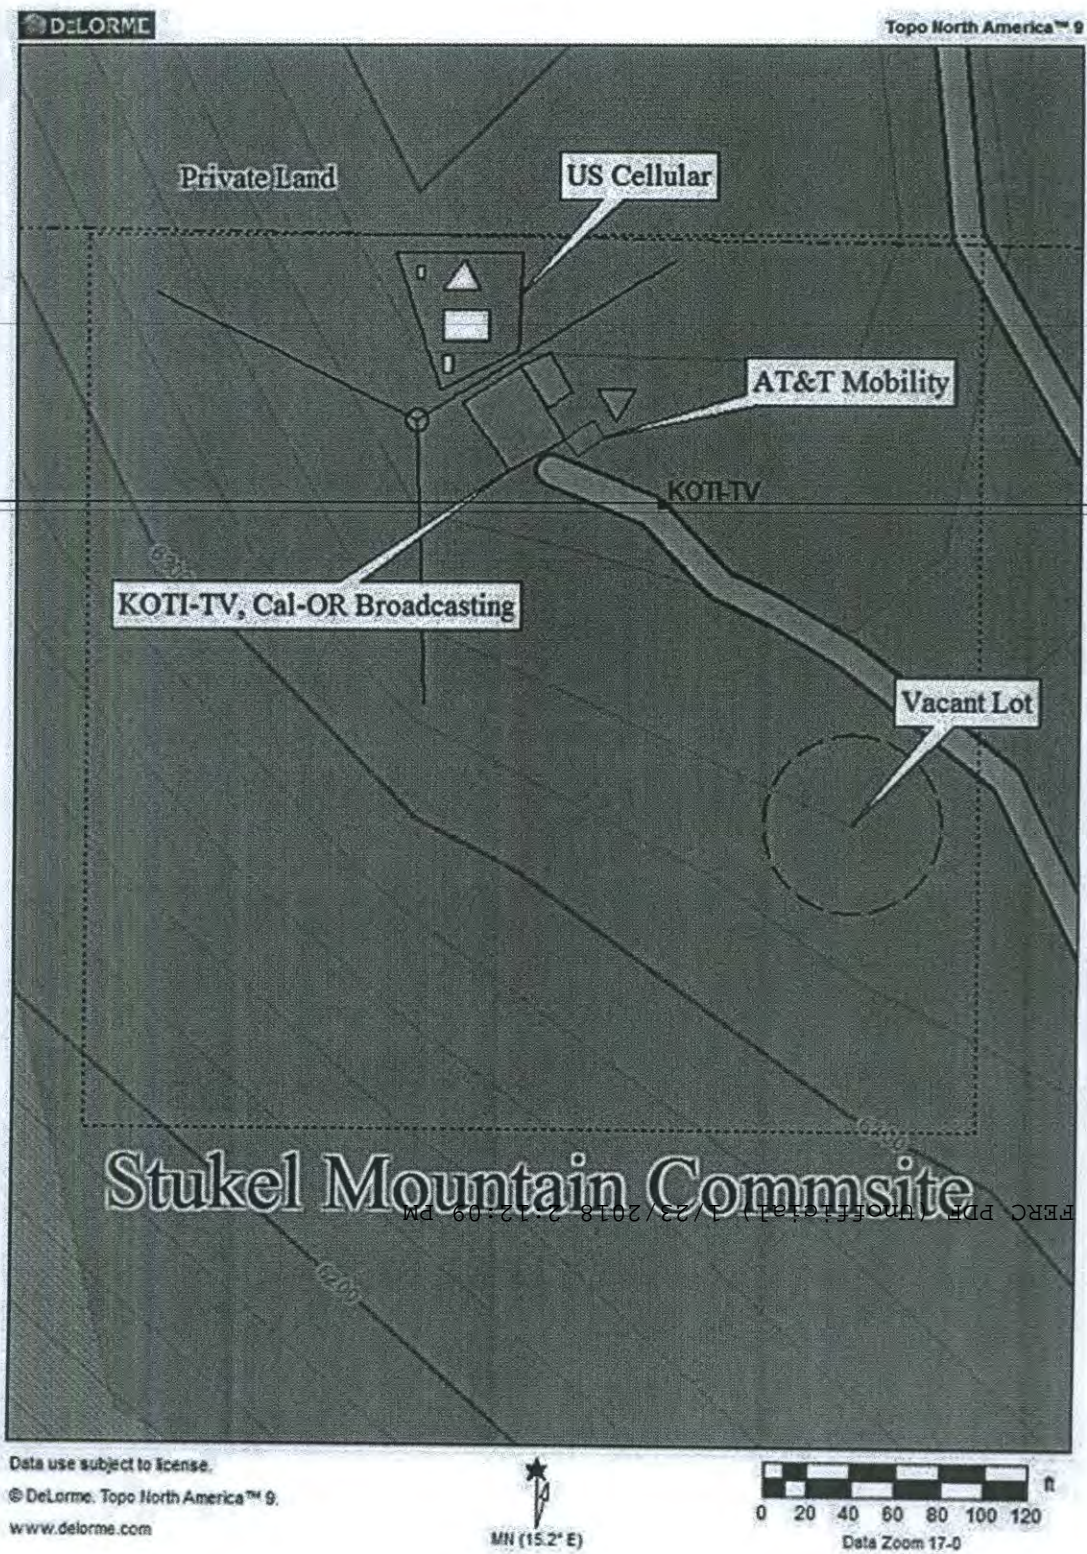 DELORME
Topo North America™ 9
Private Land
US Cellular
AT&T Mobility
KOTI-TV
KOTI-TV, Cal-OR Broadcasting
Vacant Lot
Stukel Mountain Commsite
FERC PDF (Unofficial) 1/23/2018 2:12:09 PM
6200
Data use subject to license.
© DeLorme. Topo North America™ 9.
www.delorme.com
MN (15.2° E)
ft
0 20 40 60 80 100 120
Data Zoom 17-0